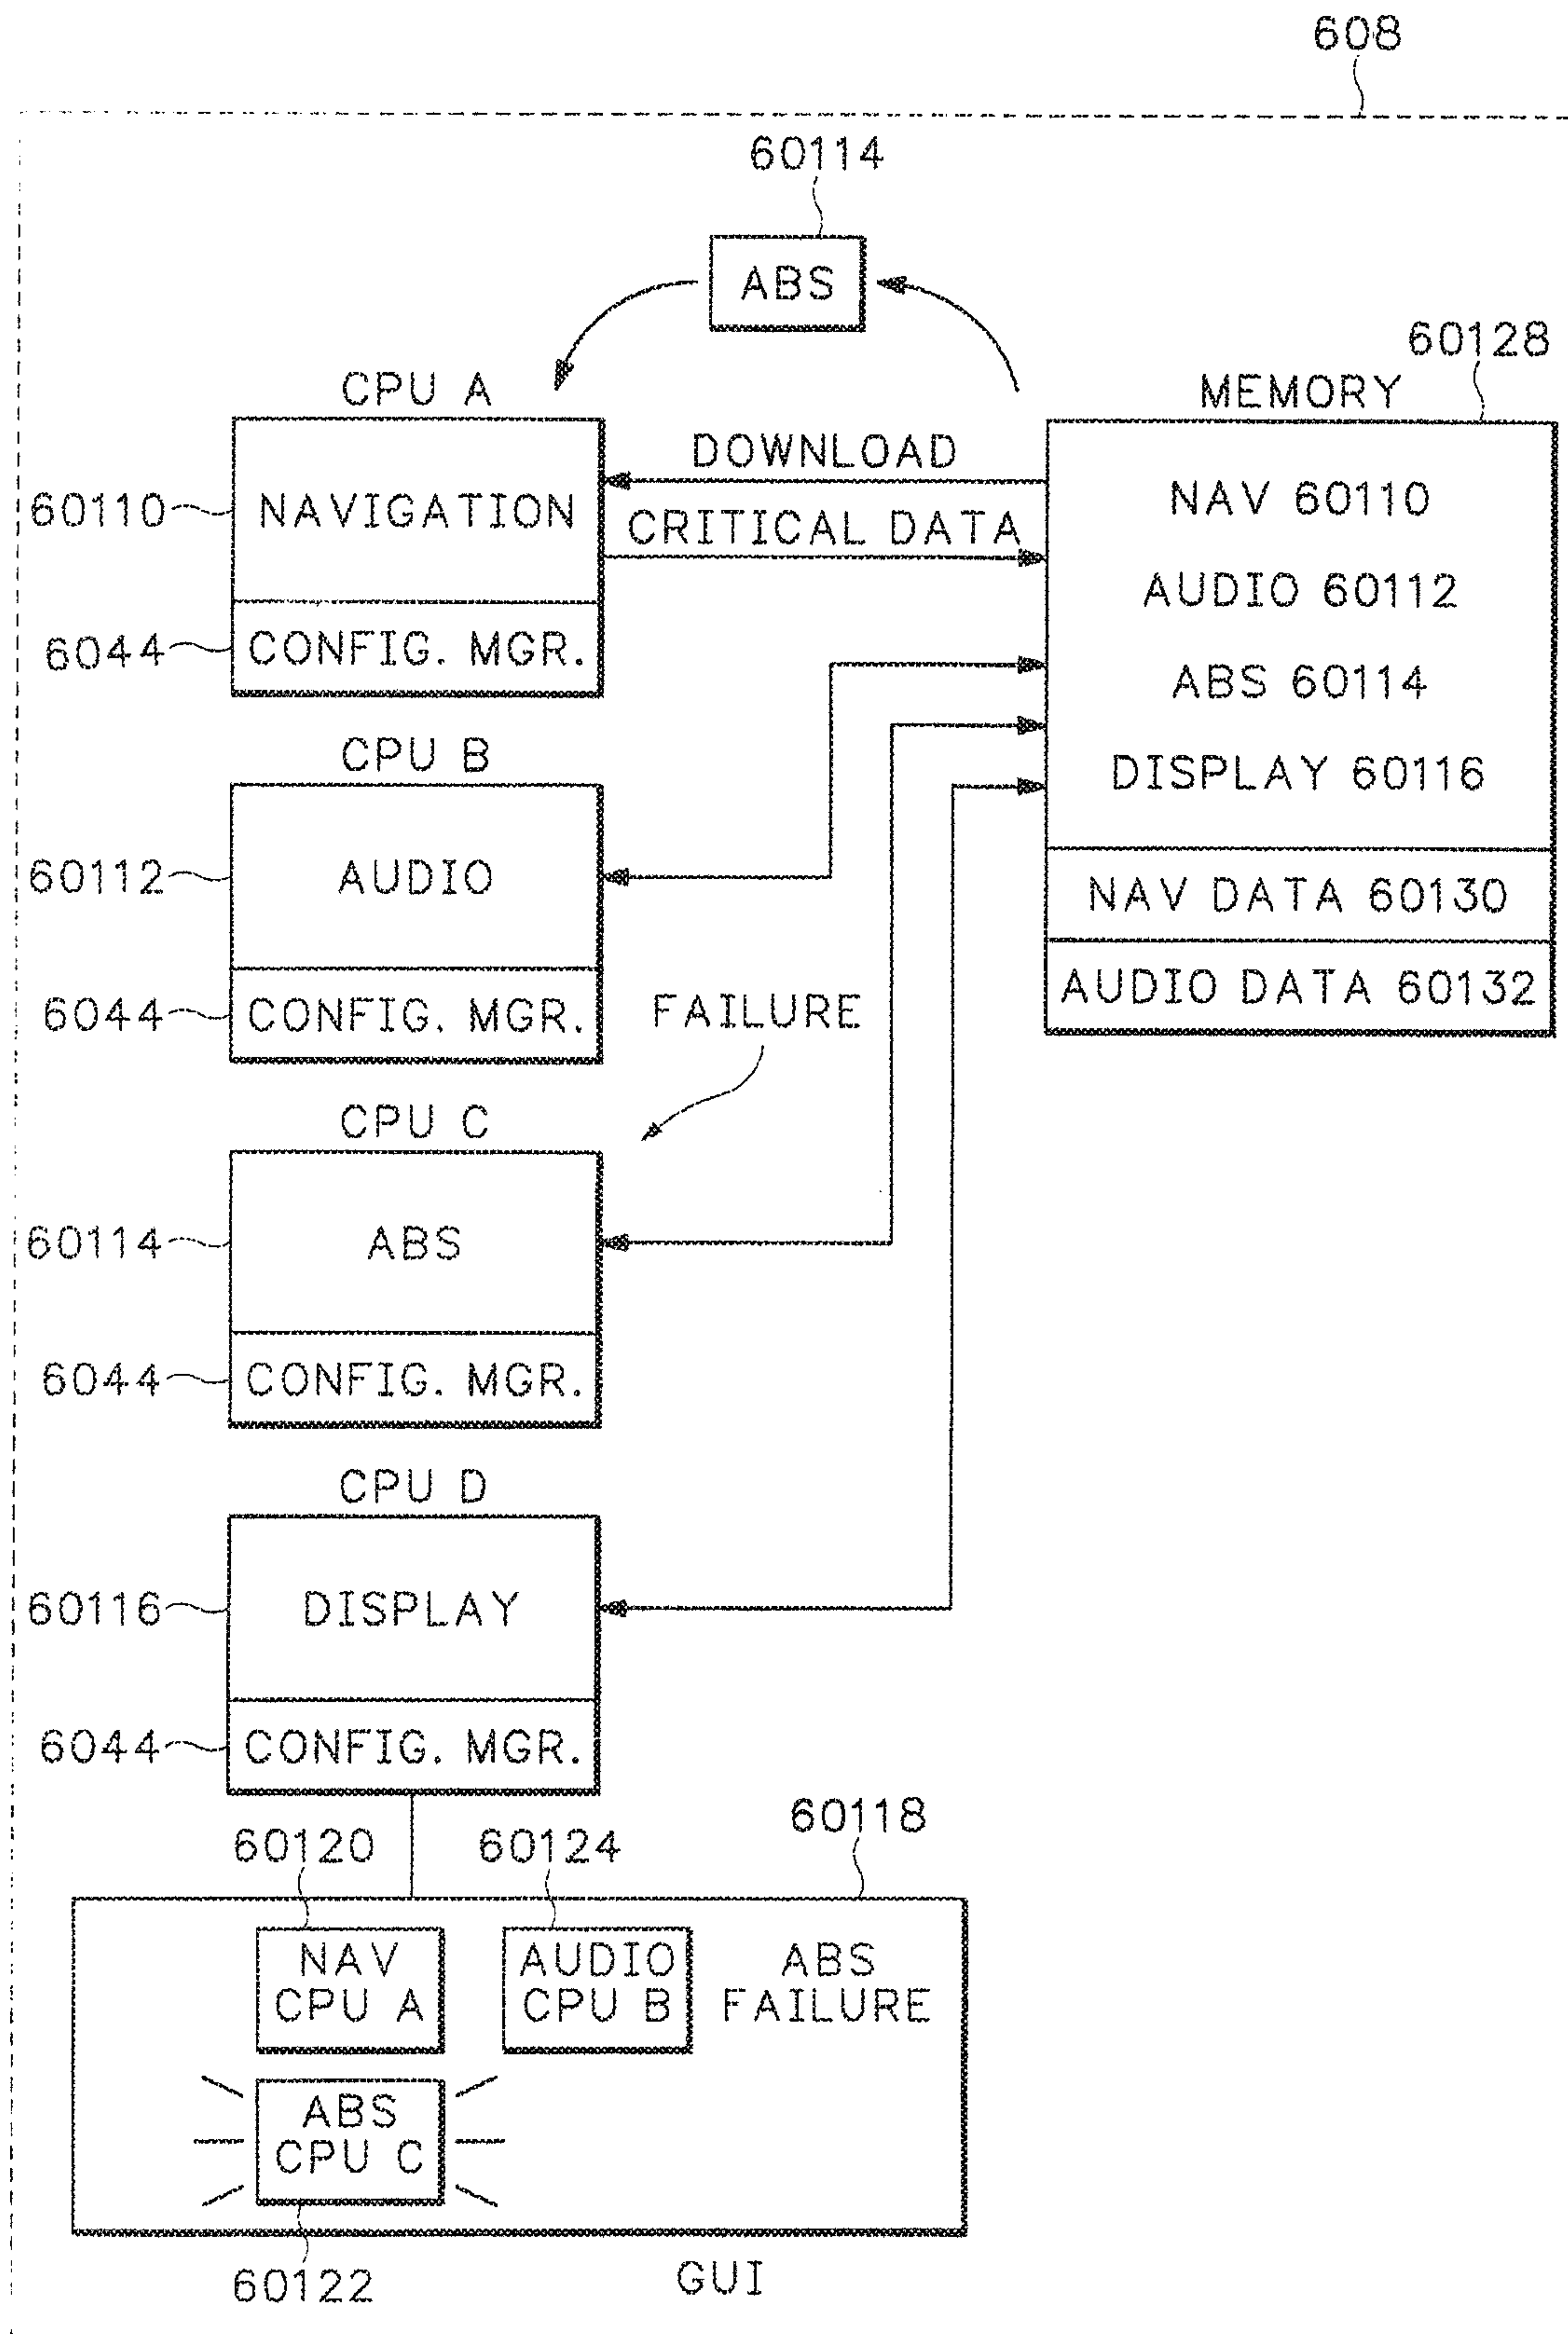 608
60114
ABS
60128
CPU A
MEMORY
DOWNLOAD
60110
NAVIGATION
CRITICAL DATA
NAV 60110
AUDIO 60112
6044
CONFIG. MGR.
ABS 60114
CPU B
DISPLAY 60116
60112
AUDIO
NAV DATA 60130
6044
CONFIG. MGR.
FAILURE
AUDIO DATA 60132
CPU C
60114
ABS
6044
CONFIG. MGR.
CPU D
60116
DISPLAY
6044
CONFIG. MGR.
60120
60124
60118
NAV
CPU A
AUDIO
CPU B
ABS
FAILURE
ABS
CPU C
60122
GUI